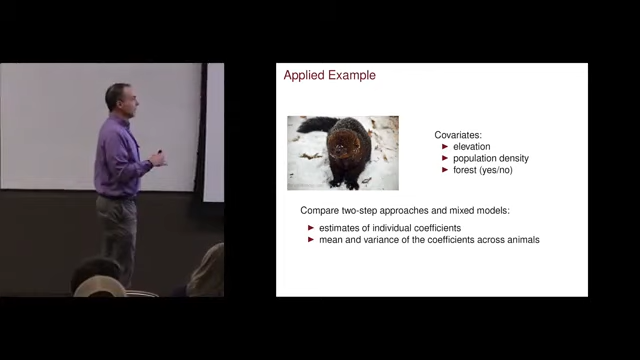 Applied Example
Covariates:
elevation
population density
forest (yes/no)
Compare two-step approaches and mixed models:
estimates of individual coefficients
mean and variance of the coefficients across animals